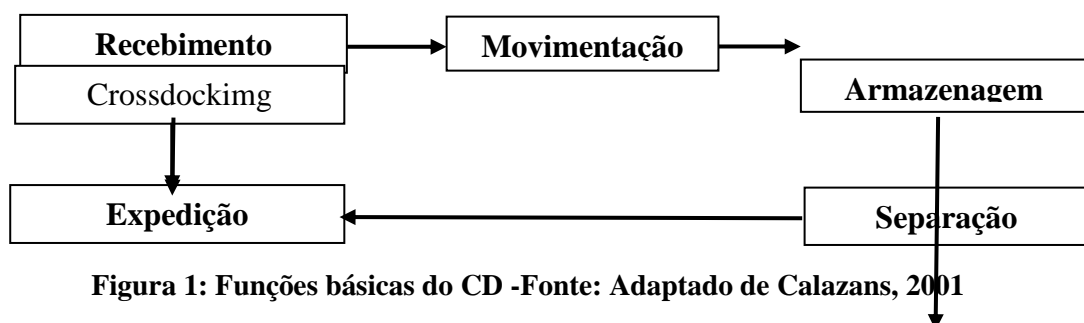 Recebimento
Movimentação
Crossdockimg
Armazenagem
Expedição
Separação
Figura 1: Funções básicas do CD -Fonte: Adaptado de Calazans, 2001